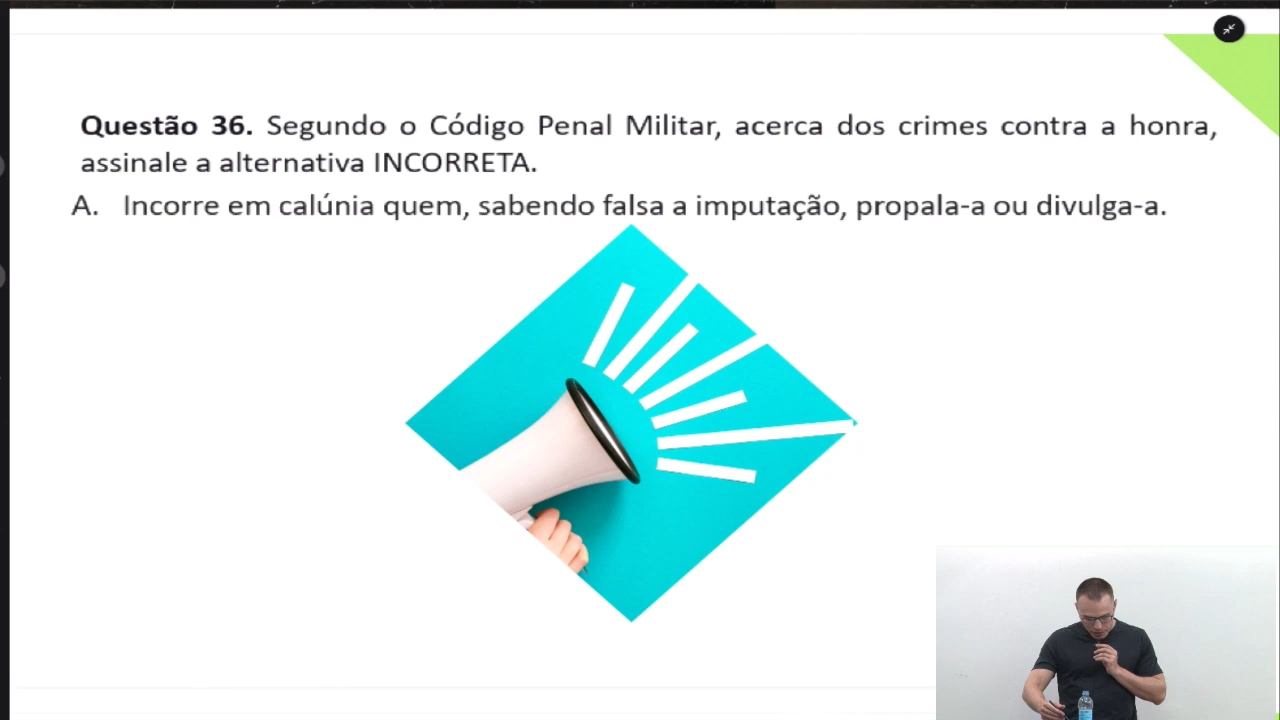 Questão 36. Segundo o Código Penal Militar, acerca dos crimes contra a honra,
assinale a alternativa INCORRETA.
A. Incorre em calúnia quem, sabendo falsa a imputação, propala-a ou divulga-a.